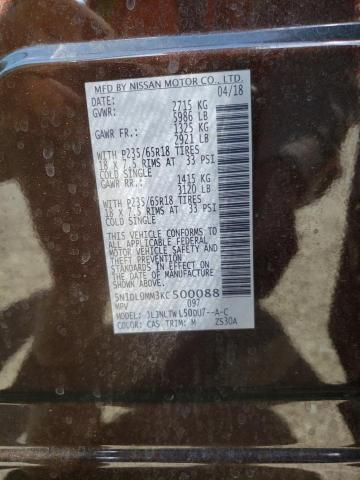 MFD BY NISSAN MOTOR CO., LTD.
DATE: 04/18
GVWR: 2715 KG
5986 LB
GAWR FR.: 1325 KG
2921 LB
WITH P235/65R18 TIRES
18 X 7.5 RIMS AT 33 PSI
COLD SINGLE
GAWR RR.: 1415 KG
3120 LB
WITH P235/65R18 TIRES
18 X 7.5 RIMS AT 33 PSI
COLD SINGLE
THIS VEHICLE CONFORMS TO
ALL APPLICABLE FEDERAL
MOTOR VEHICLE SAFETY
STANDARDS IN EFFECT ON
THE DATE OF MANUFACTURE
SHOWN ABOVE.
5N1DL0MM3KC500088
MPV 097
MODEL: JLJNLTW L50DU7--A-C
COLOR: CAS TRIM: M ZS30A